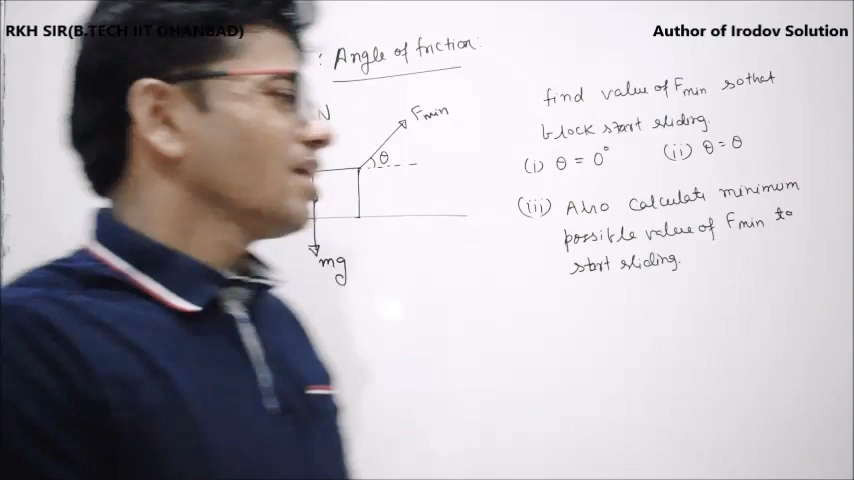 RKH SIR(B.TECH IIT DHANBAD)
Author of Irodov Solution
: Angle of friction:
N
Fmin
θ
mg
find value of Fmin so that
block start sliding.
(i) θ = 0° (ii) θ = θ
(iii) Also calculate minimum
possible value of Fmin to
start sliding.